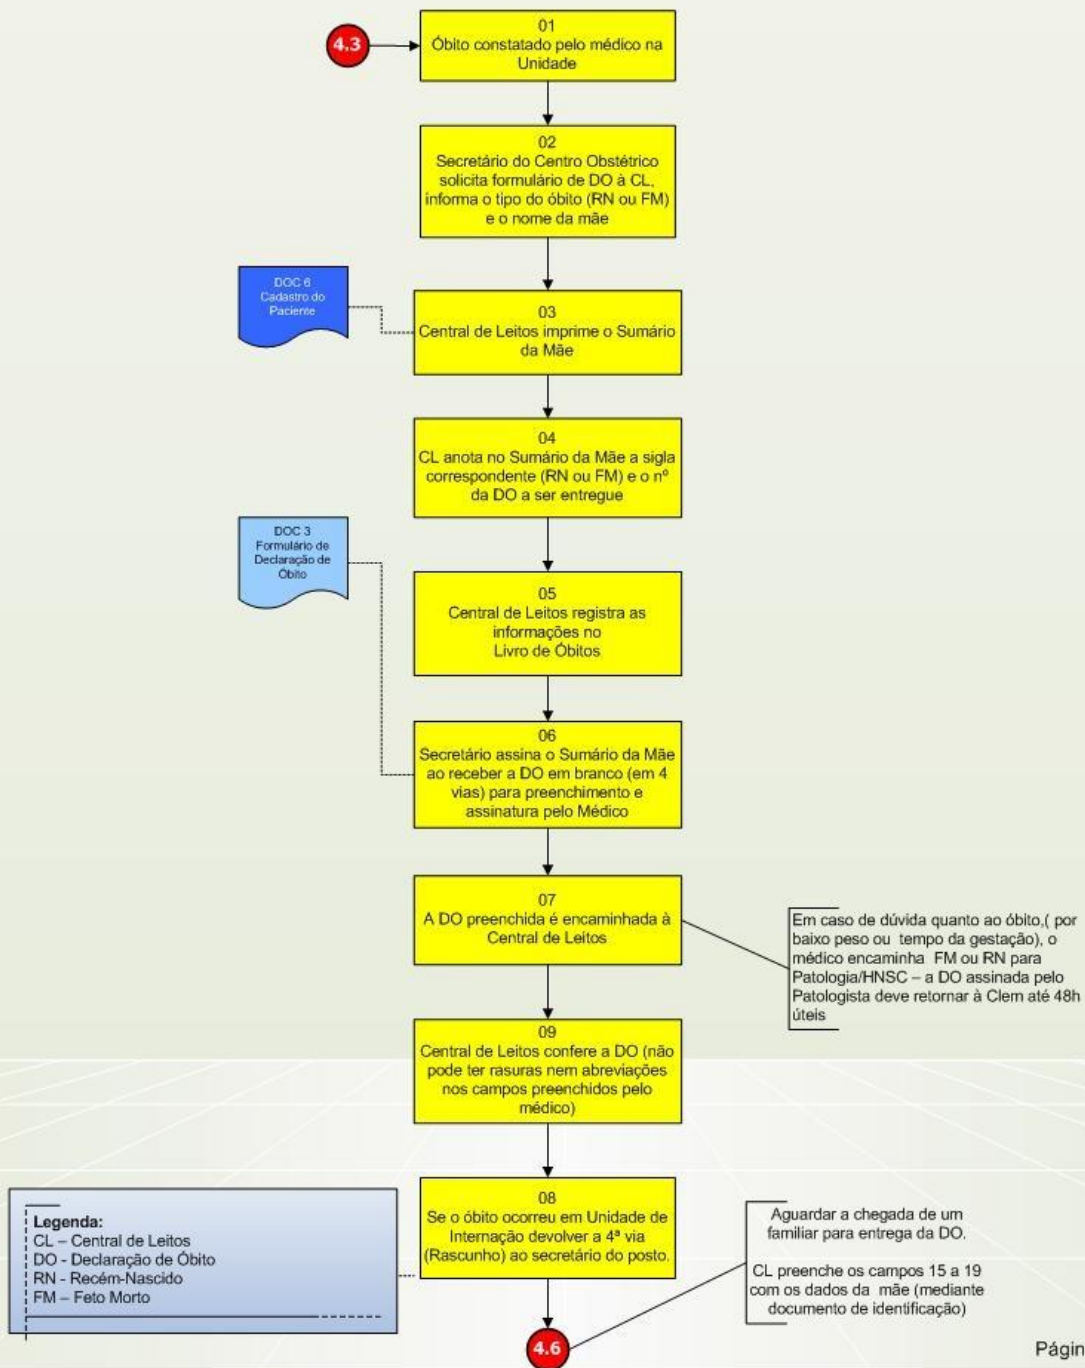 4.3
01
Óbito constatado pelo médico na
Unidade
02
Secretário do Centro Obstétrico
solicita formulário de DO à CL,
informa o tipo do óbito (RN ou FM)
e o nome da mãe
DOC 6
Cadastro do
Paciente
03
Central de Leitos imprime o Sumário
da Mãe
04
CL anota no Sumário da Mãe a sigla
correspondente (RN ou FM) e o nº
da DO a ser entregue
DOC 3
Formulário de
Declaração de
Óbito
05
Central de Leitos registra as
informações no
Livro de Óbitos
06
Secretário assina o Sumário da Mãe
ao receber a DO em branco (em 4
vias) para preenchimento e
assinatura pelo Médico
07
A DO preenchida é encaminhada à
Central de Leitos
Em caso de dúvida quanto ao óbito,( por
baixo peso ou tempo da gestação), o
médico encaminha FM ou RN para
Patologia/HNSC – a DO assinada pelo
Patologista deve retornar à Clem até 48h
úteis
09
Central de Leitos confere a DO (não
pode ter rasuras nem abreviações
nos campos preenchidos pelo
médico)
08
Se o óbito ocorreu em Unidade de
Internação devolver a 4ª via
(Rascunho) ao secretário do posto.
Legenda:
CL – Central de Leitos
DO - Declaração de Óbito
RN - Recém-Nascido
FM – Feto Morto
Aguardar a chegada de um
familiar para entrega da DO.
CL preenche os campos 15 a 19
com os dados da mãe (mediante
documento de identificação)
4.6
Págin